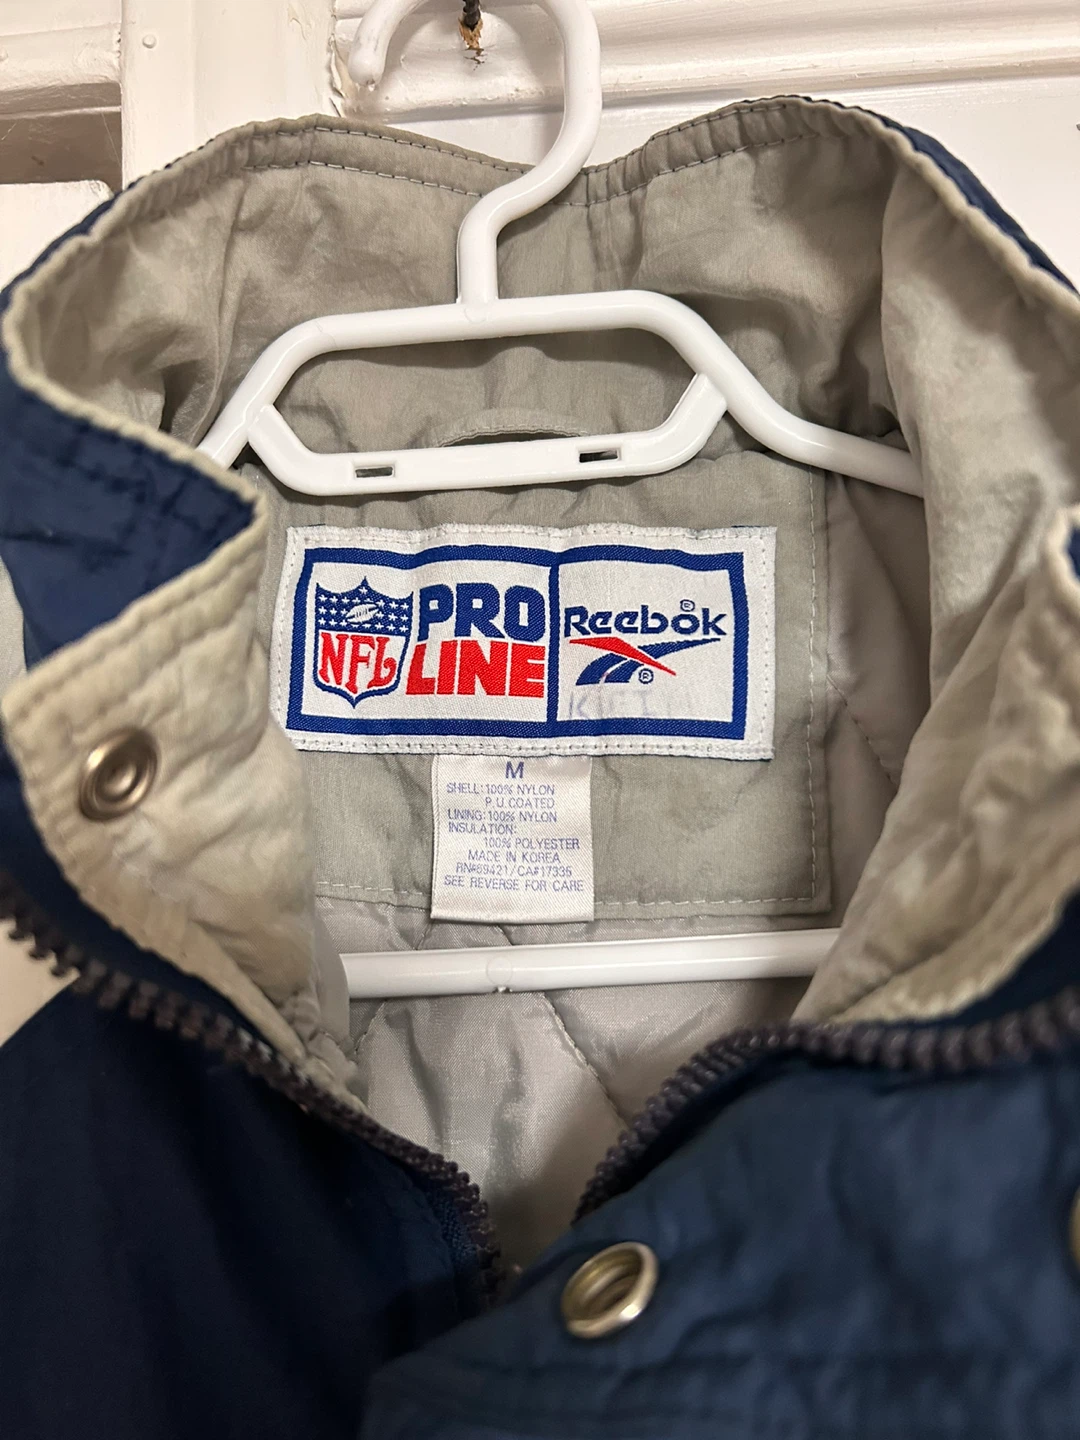 NFL
PRO
LINE
Reebok®
®
M
SHELL:100% NYLON
P.U.COATED
LINING:100% NYLON
INSULATION:
100% POLYESTER
MADE IN KOREA
RN#69421/CA#17335
SEE REVERSE FOR CARE